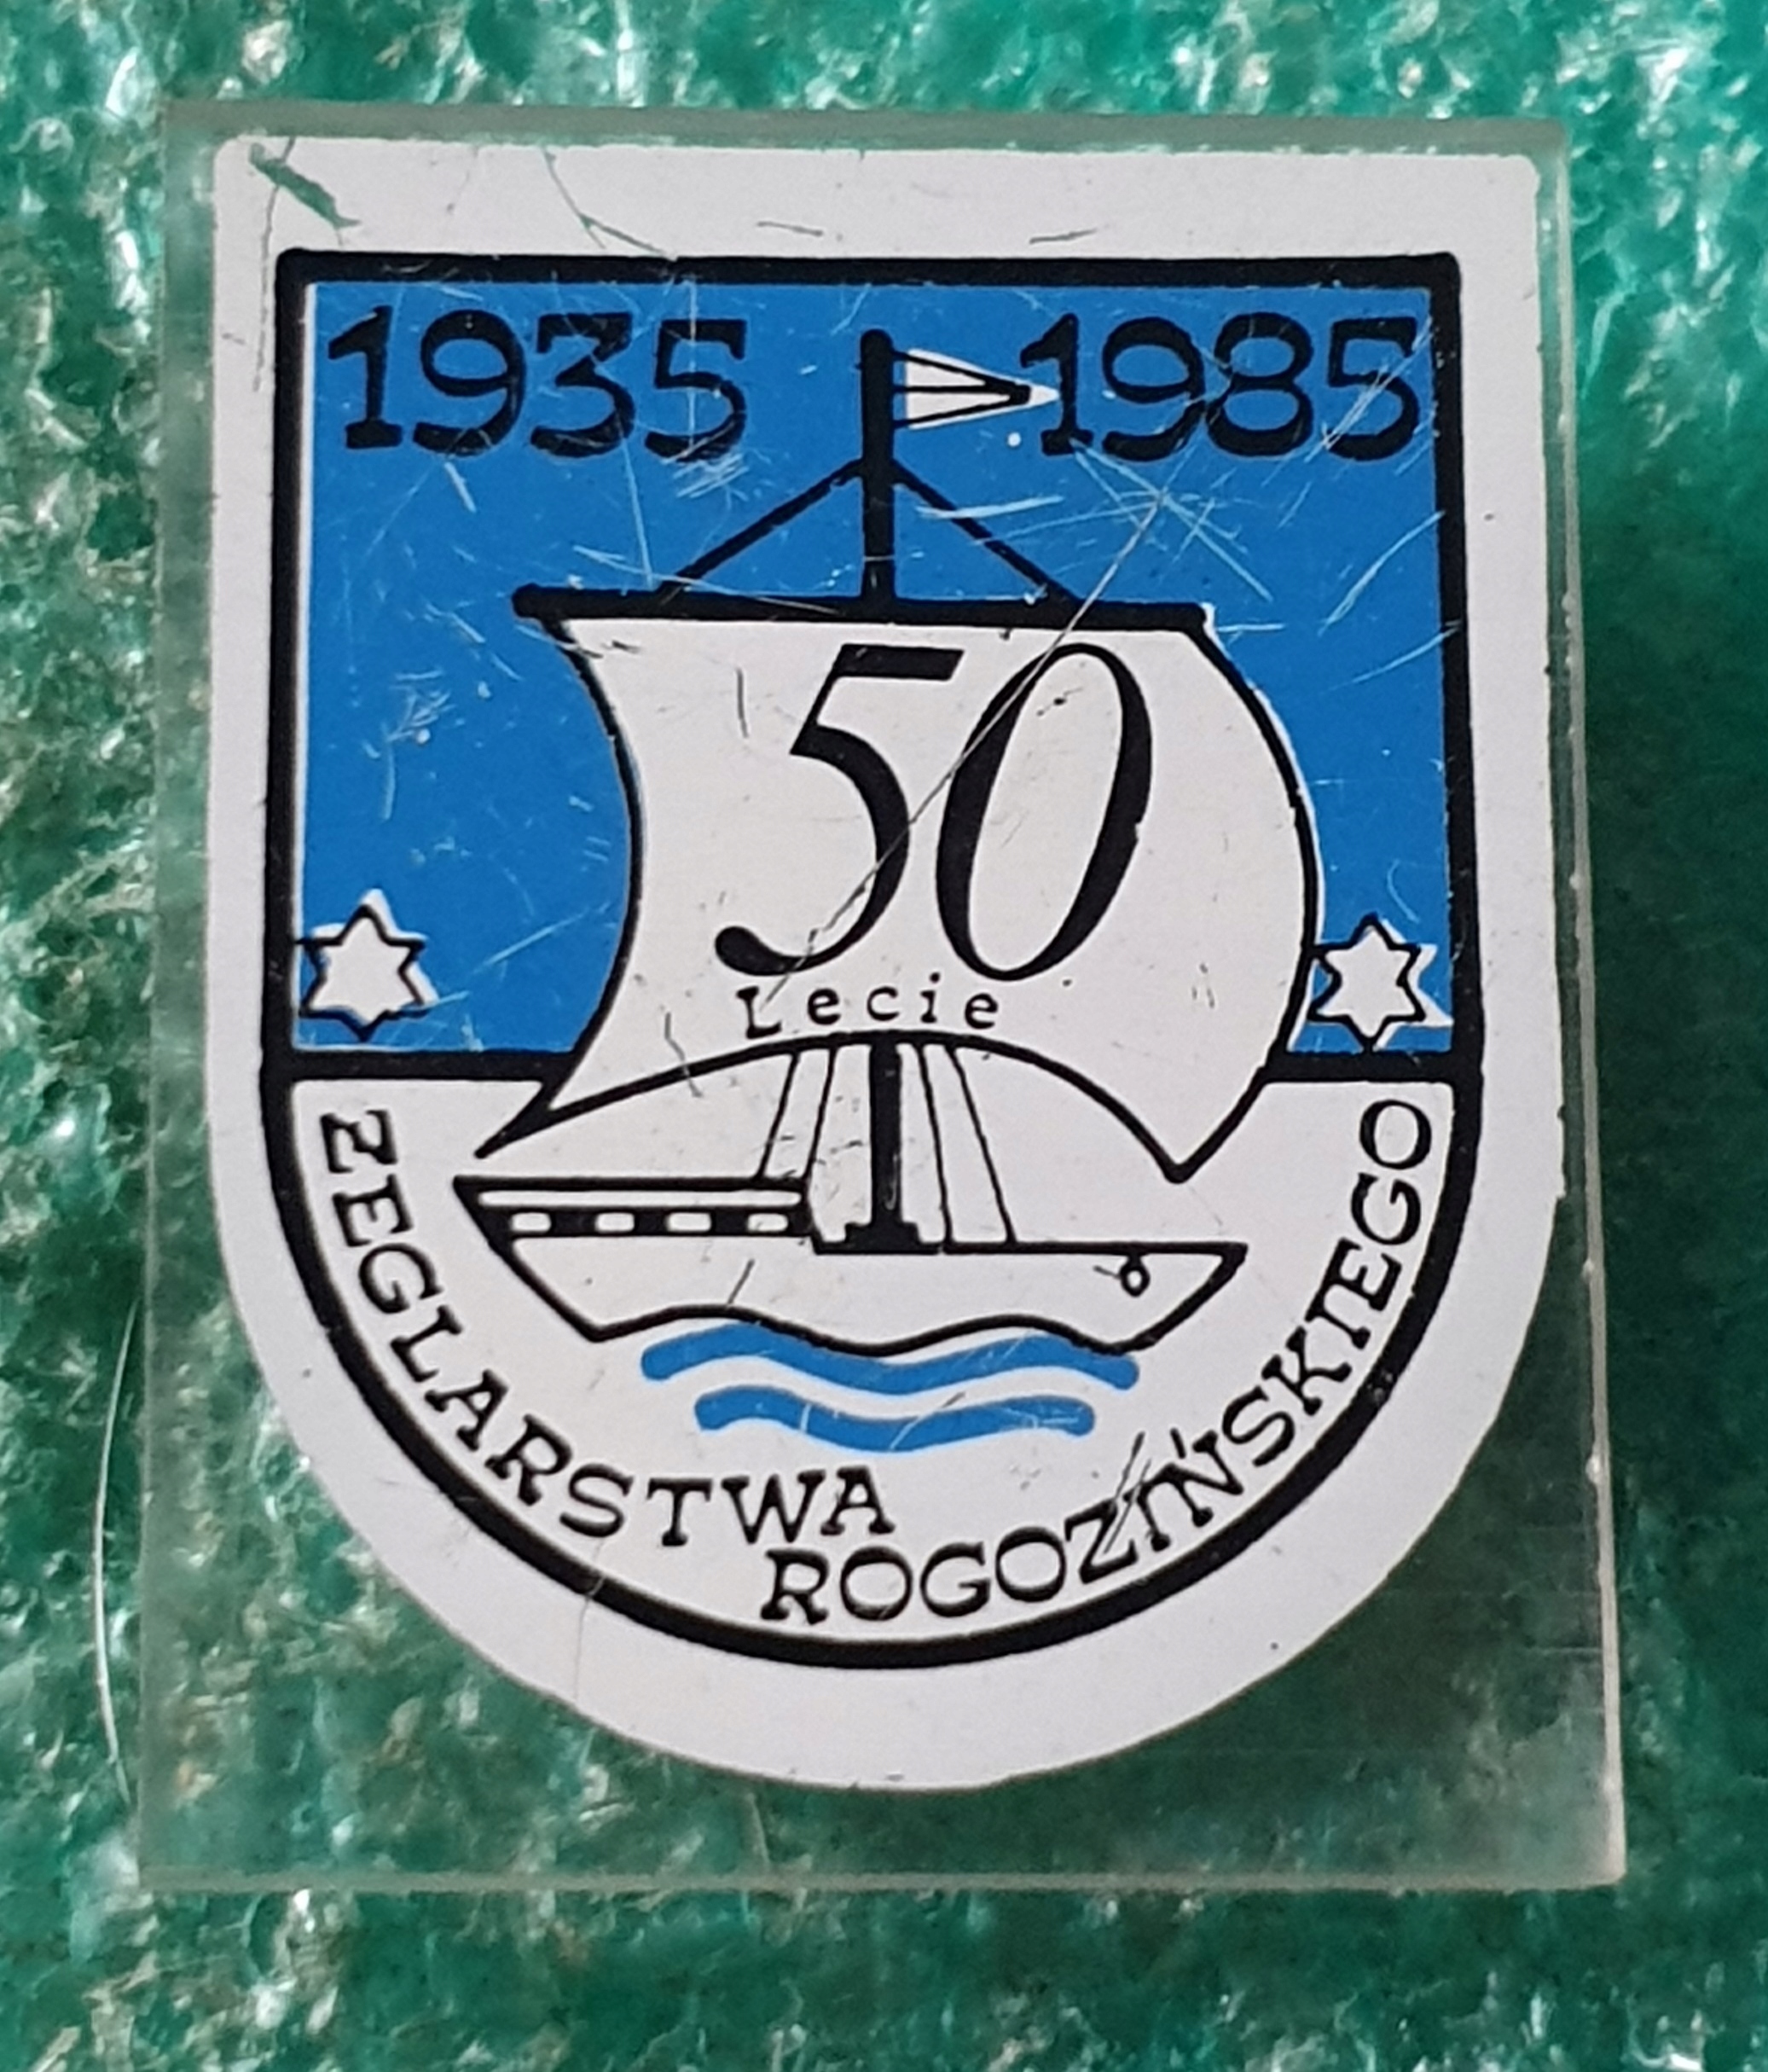 1935 1985
50
Lecie
ŻEGLARSTWA
ROGOZIŃSKIEGO